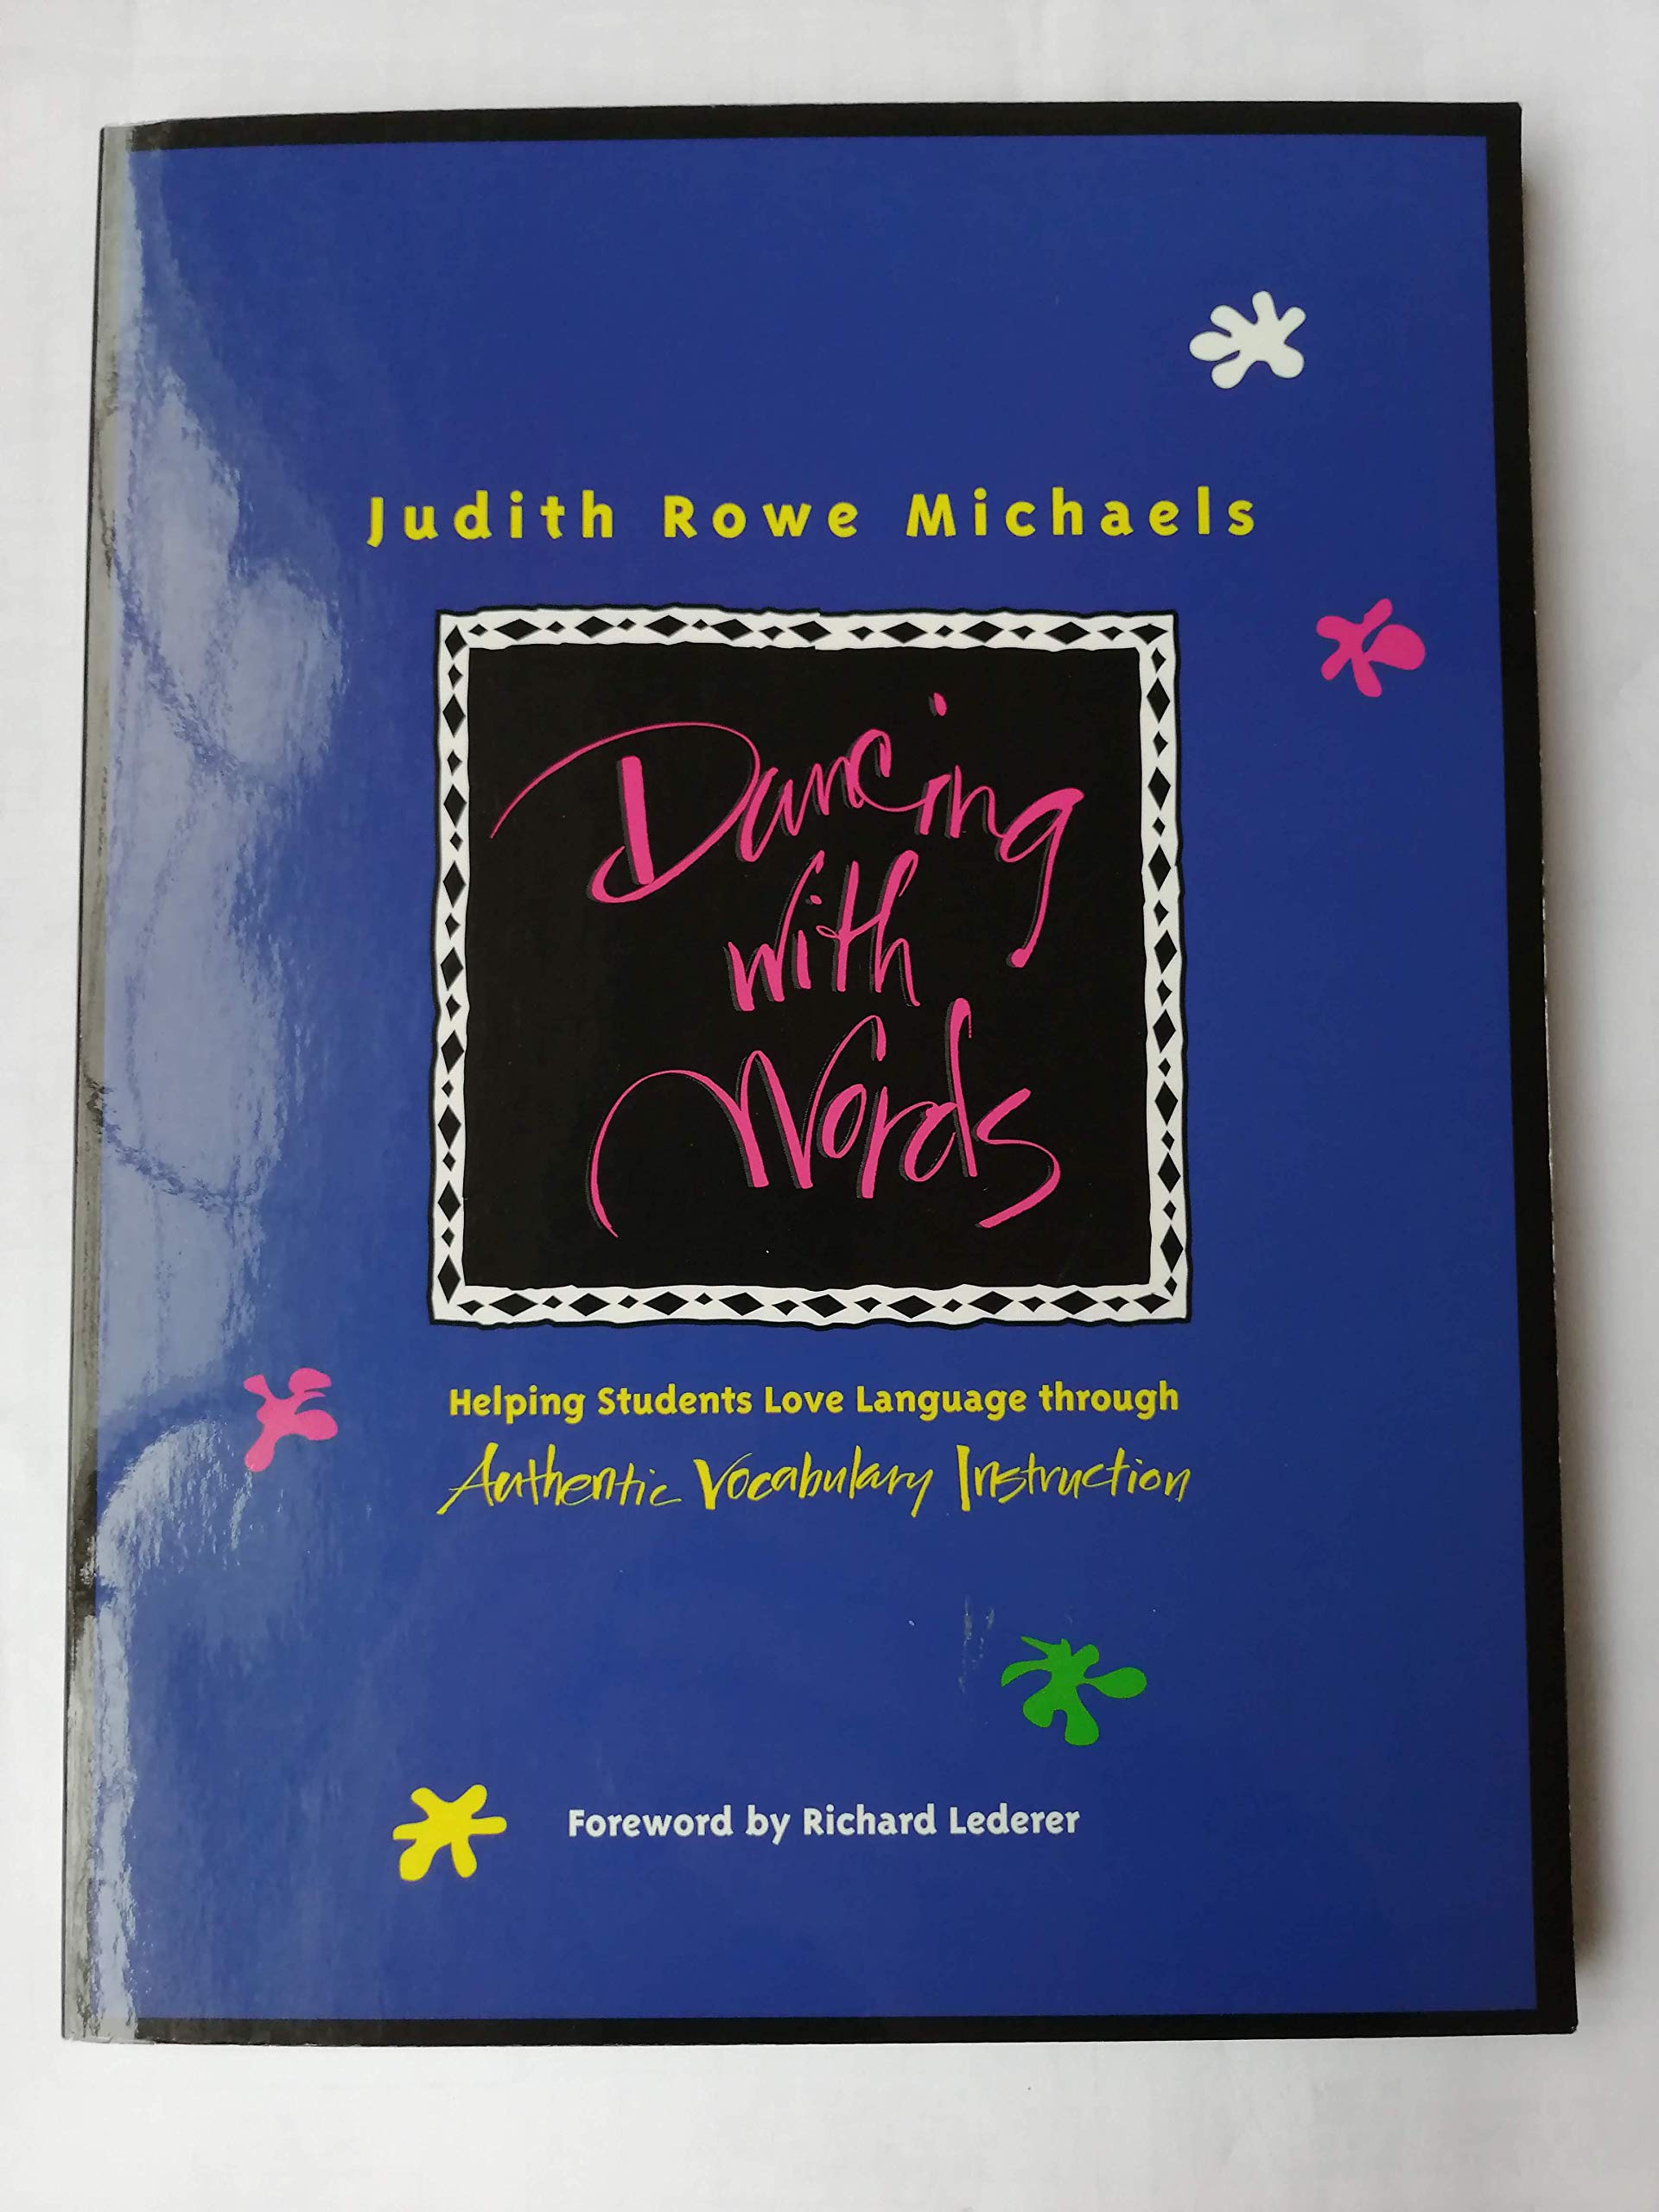 Judith Rowe Michaels
Dancing
with
Words
Helping Students Love Language through
Authentic Vocabulary Instruction
Foreword by Richard Lederer